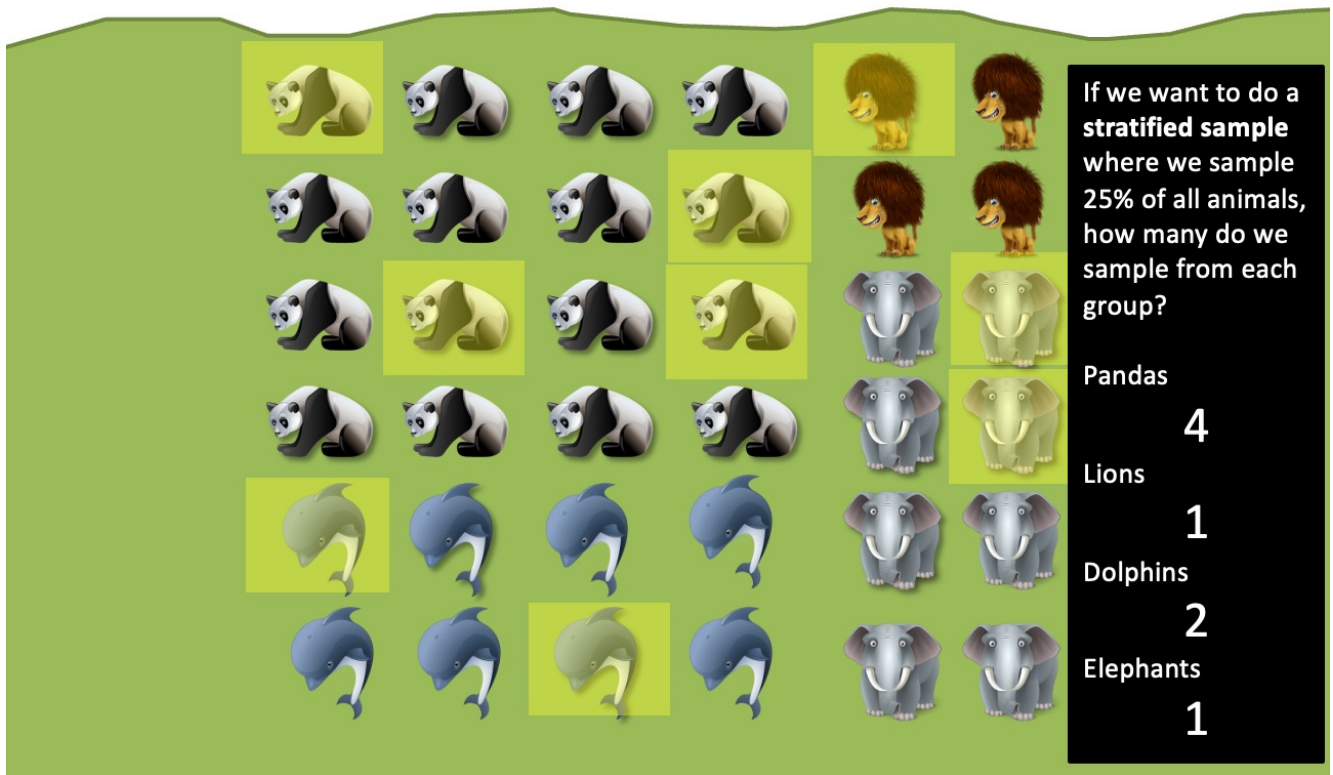 If we want to do a
stratified sample
where we sample
25% of all animals,
how many do we
sample from each
group?
Pandas
4
Lions
1
Dolphins
2
Elephants
1